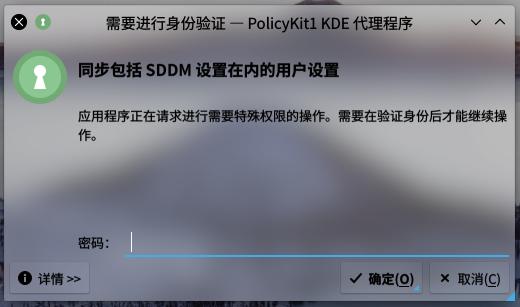 需要进行身份验证 — PolicyKit1 KDE 代理程序
同步包括 SDDM 设置在内的用户设置
应用程序正在请求进行需要特殊权限的操作。需要在验证身份后才能继续操
作。
密码：
详情 >>
确定(O)
取消(C)